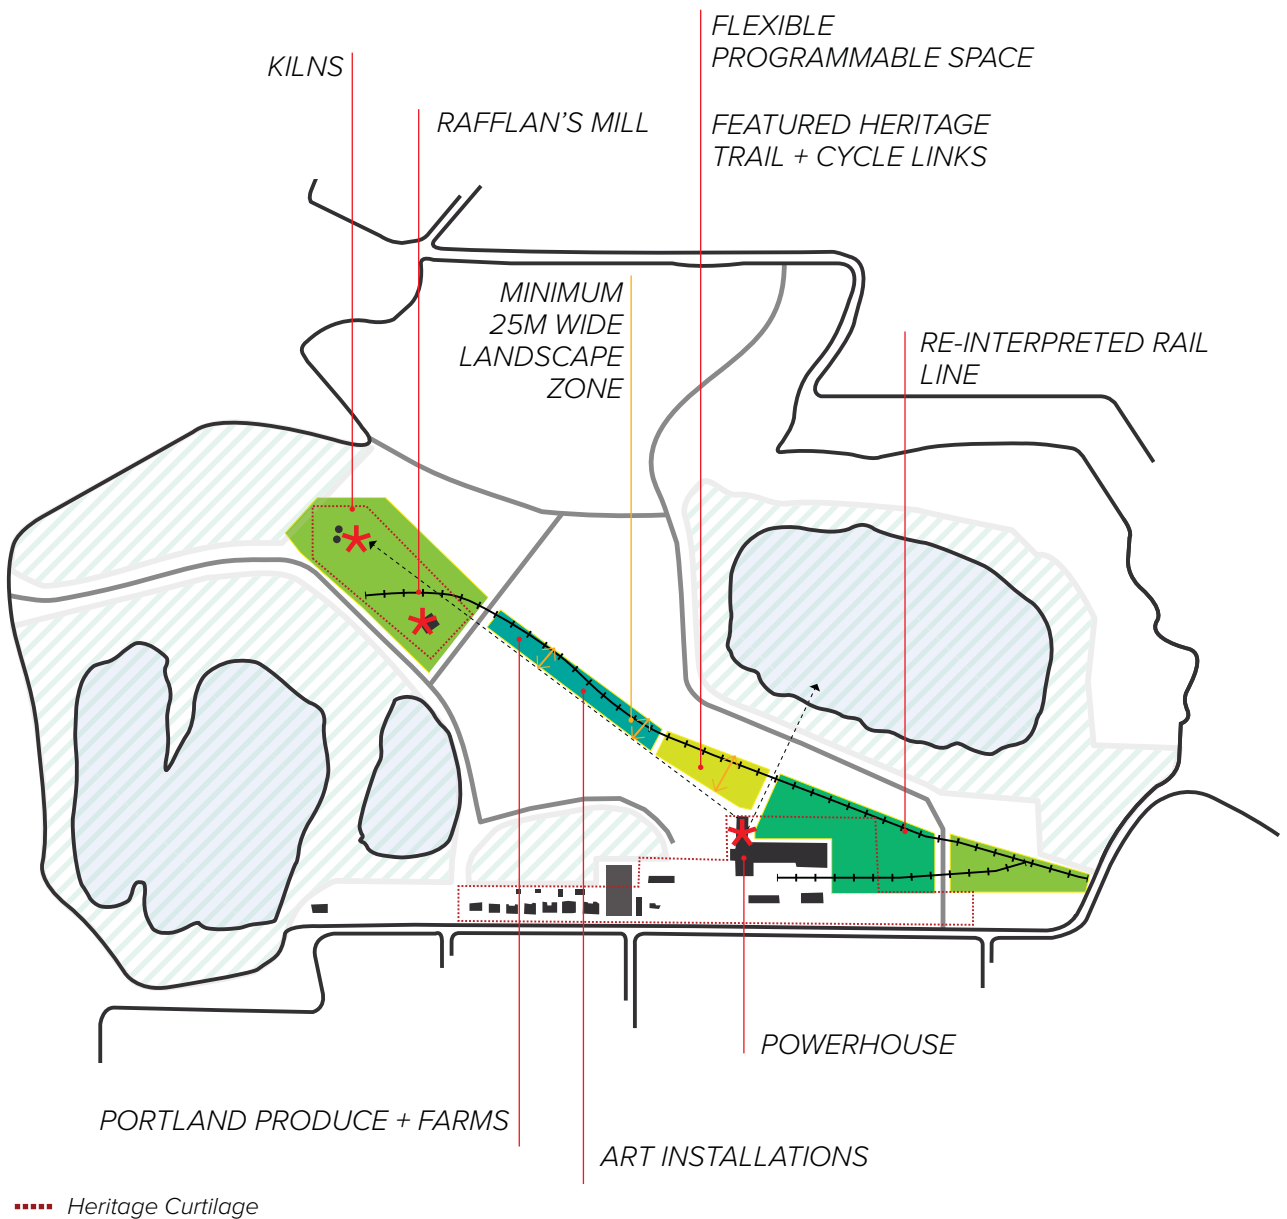 FLEXIBLE
PROGRAMMABLE SPACE
KILNS
RAFFLAN'S MILL
FEATURED HERITAGE
TRAIL + CYCLE LINKS
MINIMUM
25M WIDE
LANDSCAPE
ZONE
RE-INTERPRETED RAIL
LINE
POWERHOUSE
PORTLAND PRODUCE + FARMS
ART INSTALLATIONS
Heritage Curtilage